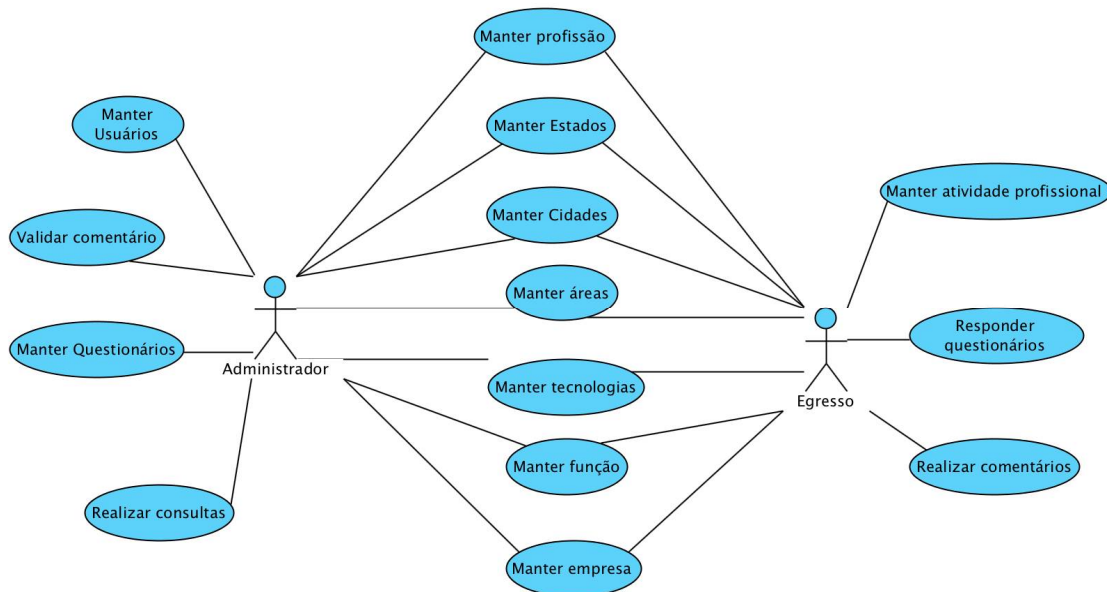 Manter profissão
Manter
Usuários
Manter Estados
Manter atividade profissional
Validar comentário
Manter Cidades
Manter áreas
Responder
questionários
Manter Questionários
Administrador
Manter tecnologias
Egresso
Manter função
Realizar comentários
Realizar consultas
Manter empresa